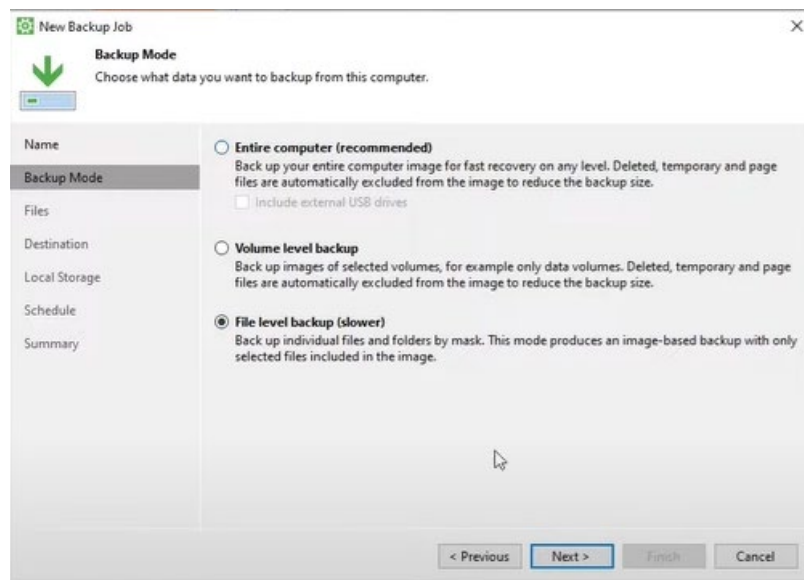 New Backup Job
Backup Mode
Choose what data you want to backup from this computer.
Name
Backup Mode
Files
Destination
Local Storage
Schedule
Summary
Entire computer (recommended)
Back up your entire computer image for fast recovery on any level. Deleted, temporary and page
files are automatically excluded from the image to reduce the backup size.
Include external USB drives
Volume level backup
Back up images of selected volumes, for example only data volumes. Deleted, temporary and page
files are automatically excluded from the image to reduce the backup size.
File level backup (slower)
Back up individual files and folders by mask. This mode produces an image-based backup with only
selected files included in the image.
< Previous
Next >
Finish
Cancel